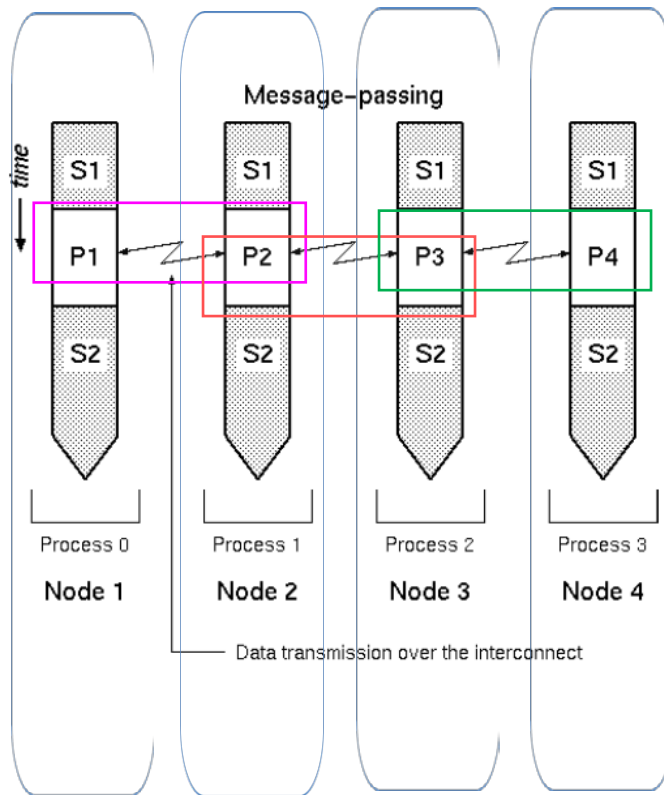 Message-passing
time
S1 S1 S1 S1
P1 P2 P3 P4
S2 S2 S2 S2
Process 0 Process 1 Process 2 Process 3
Node 1 Node 2 Node 3 Node 4
Data transmission over the interconnect